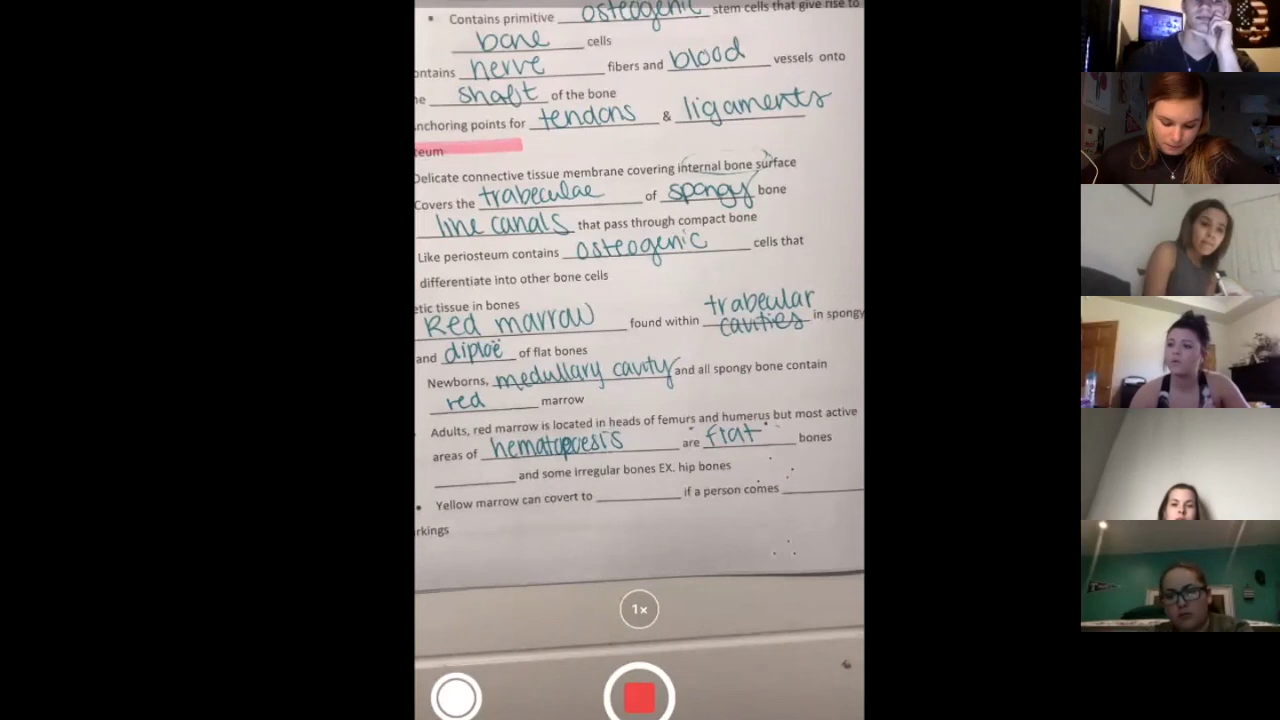 ▪ Contains primitive osteogenic stem cells that give rise to
bone cells
ontains nerve fibers and blood vessels onto
he shaft of the bone
nchoring points for tendons & ligaments
teum
Delicate connective tissue membrane covering internal bone surface
Covers the trabeculae of spongy bone
line canals that pass through compact bone
Like periosteum contains osteogenic cells that
differentiate into other bone cells
etic tissue in bones
trabecular
Red marrow found within cavities in spongy
and diploë of flat bones
Newborns, medullary cavity and all spongy bone contain
red marrow
Adults, red marrow is located in heads of femurs and humerus but most active
areas of hematopoesis are flat bones
________ and some irregular bones EX. hip bones
• Yellow marrow can covert to ________ if a person comes ________
rkings
1x